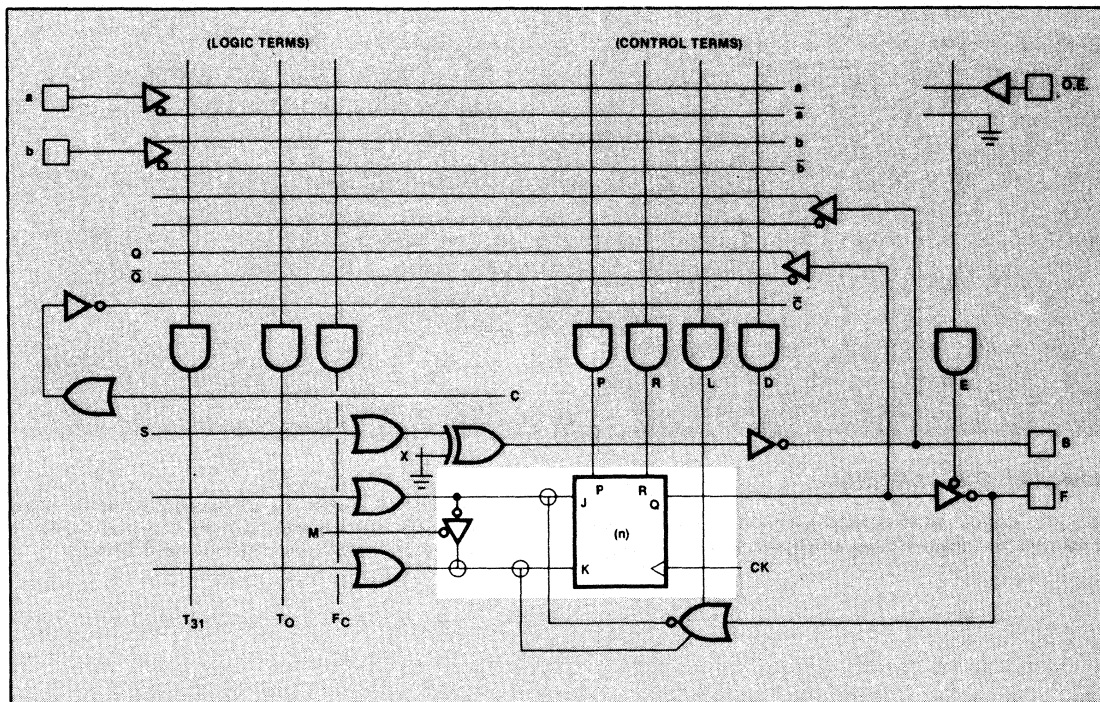 (LOGIC TERMS) (CONTROL TERMS)
a a O.E.
a
b b
b
Q
Q
C
P R L D E
C
S
X B
P R
J Q F
M (n)
K CK
T31 TO FC